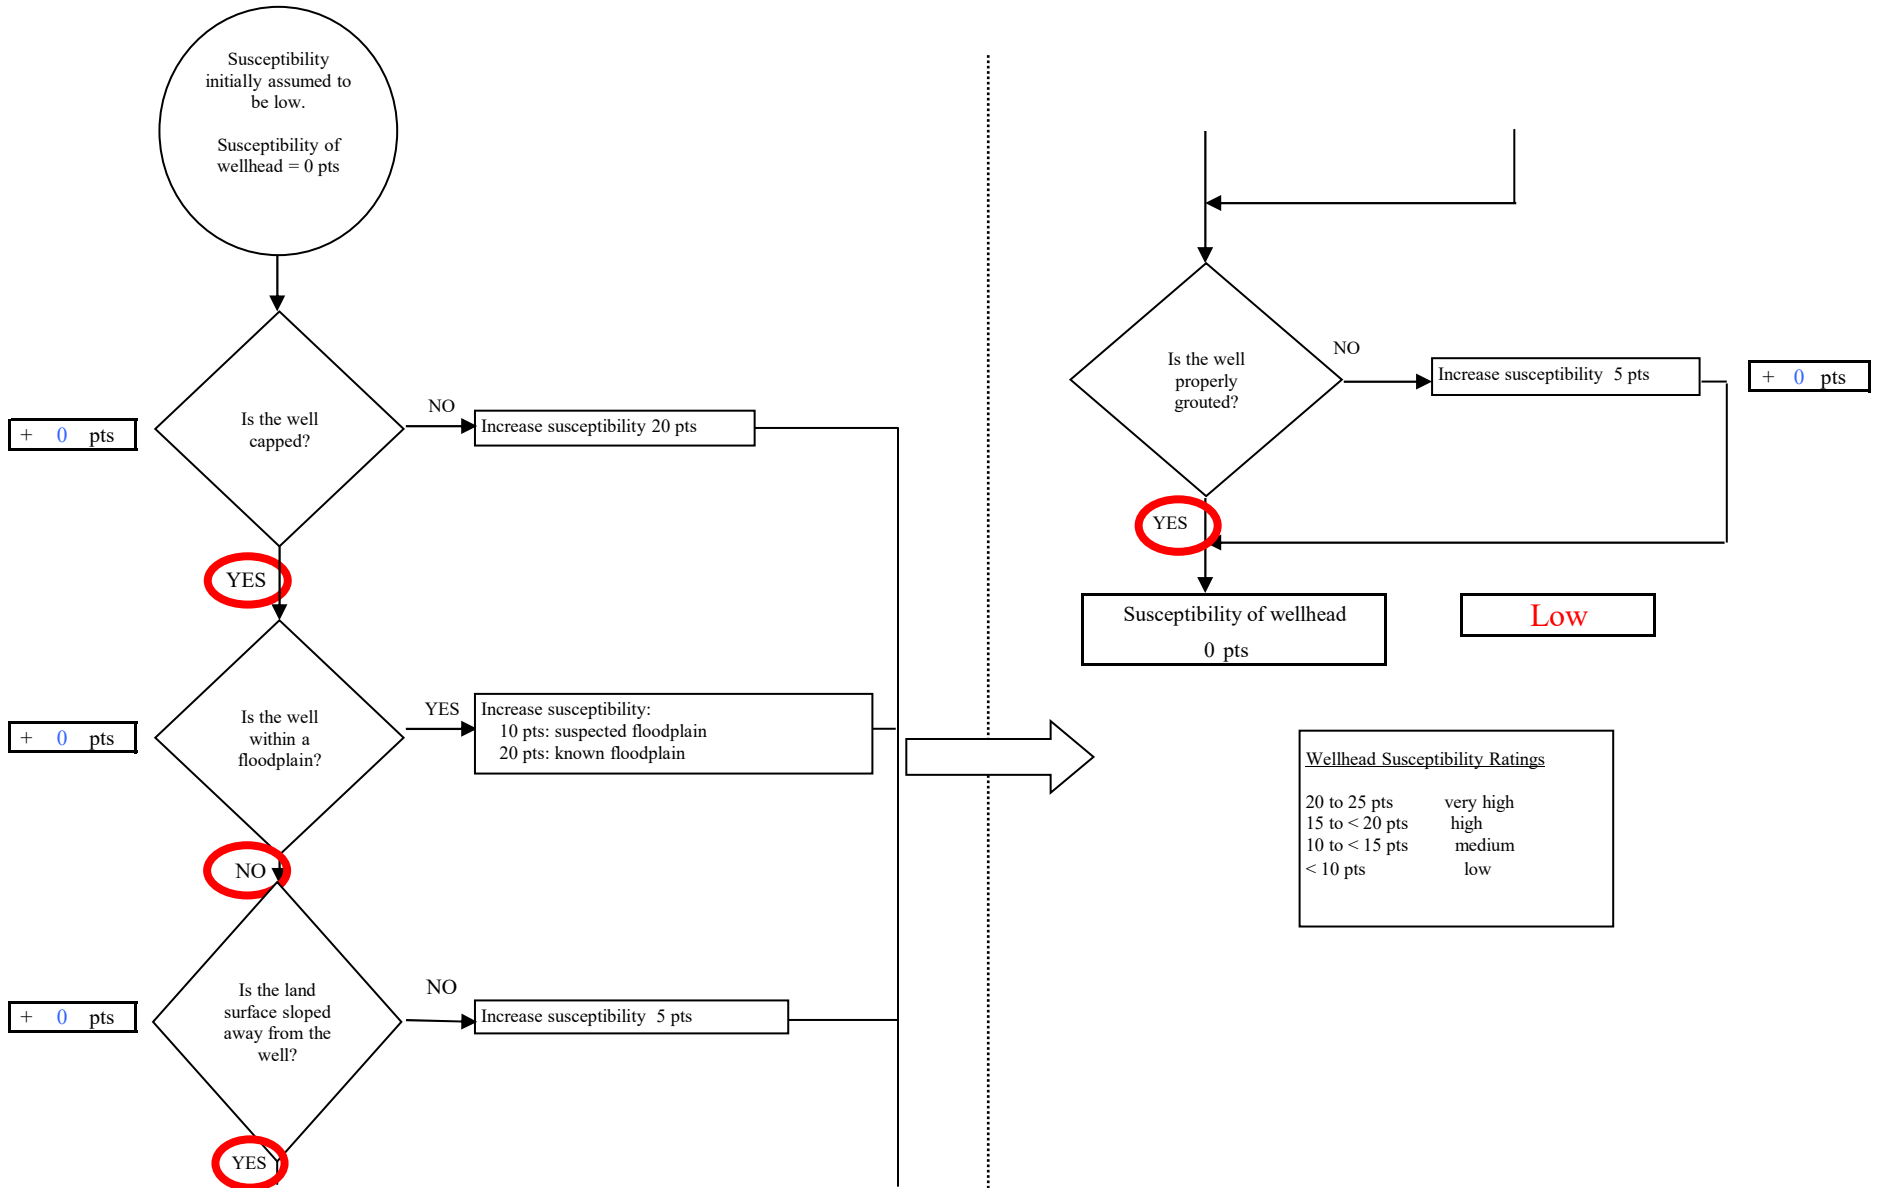 Susceptibility
initially assumed to
be low.
Susceptibility of
wellhead = 0 pts
Is the well
capped?
NO
Increase susceptibility 20 pts
+ 0 pts
YES
Is the well
within a
floodplain?
YES
Increase susceptibility:
10 pts: suspected floodplain
20 pts: known floodplain
+ 0 pts
NO
Is the land
surface sloped
away from the
well?
NO
Increase susceptibility 5 pts
+ 0 pts
YES
Is the well
properly
grouted?
NO
Increase susceptibility 5 pts
+ 0 pts
YES
Susceptibility of wellhead
0 pts
Low
Wellhead Susceptibility Ratings
20 to 25 pts very high
15 to < 20 pts high
10 to < 15 pts medium
< 10 pts low